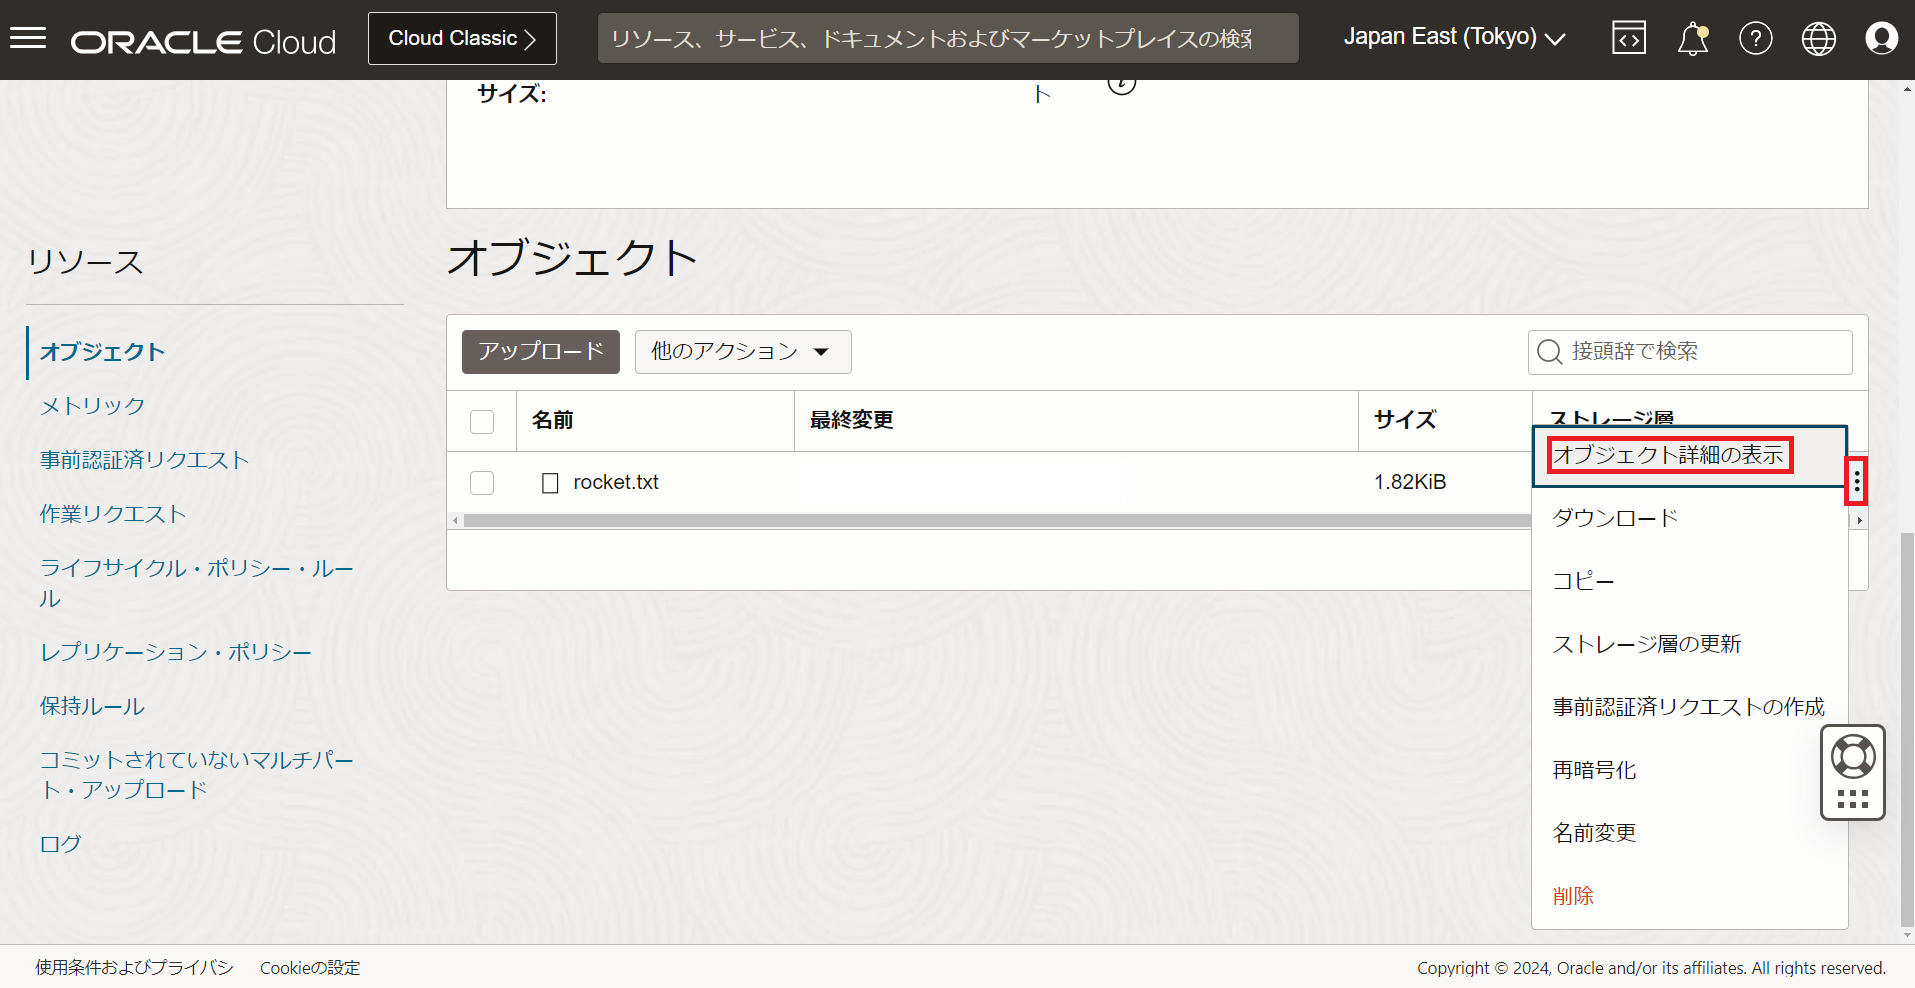 ORACLE Cloud
Cloud Classic
リソース、サービス、ドキュメントおよびマーケットプレイスの検索
Japan East (Tokyo)
サイズ:
ト
リソース
オブジェクト
メトリック
事前認証済リクエスト
作業リクエスト
ライフサイクル・ポリシー・ルー
ル
レプリケーション・ポリシー
保持ルール
コミットされていないマルチパー
ト・アップロード
ログ
オブジェクト
アップロード
他のアクション
接頭辞で検索
名前
最終変更
サイズ
ストレージ層
rocket.txt
1.82KiB
オブジェクト詳細の表示
ダウンロード
コピー
ストレージ層の更新
事前認証済リクエストの作成
再暗号化
名前変更
削除
使用条件およびプライバシ
Cookieの設定
Copyright © 2024, Oracle and/or its affiliates. All rights reserved.